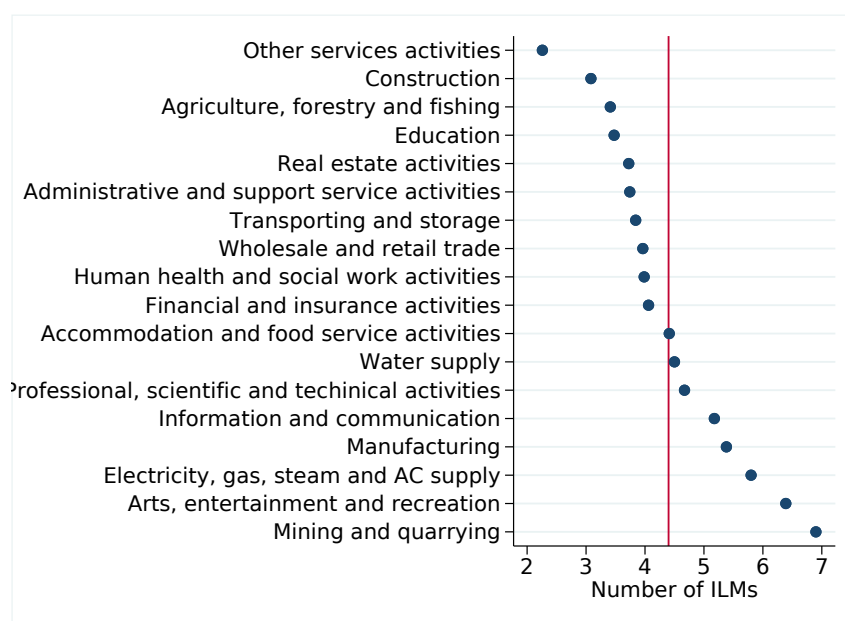 Other services activities
Construction
Agriculture, forestry and fishing
Education
Real estate activities
Administrative and support service activities
Transporting and storage
Wholesale and retail trade
Human health and social work activities
Financial and insurance activities
Accommodation and food service activities
Water supply
Professional, scientific and techinical activities
Information and communication
Manufacturing
Electricity, gas, steam and AC supply
Arts, entertainment and recreation
Mining and quarrying
2 3 4 5 6 7
Number of ILMs